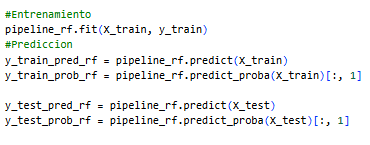 #Entrenamiento
pipeline_rf.fit(X_train, y_train)
#Prediccion
y_train_pred_rf = pipeline_rf.predict(X_train)
y_train_prob_rf = pipeline_rf.predict_proba(X_train)[:, 1]
y_test_pred_rf = pipeline_rf.predict(X_test)
y_test_prob_rf = pipeline_rf.predict_proba(X_test)[:, 1]